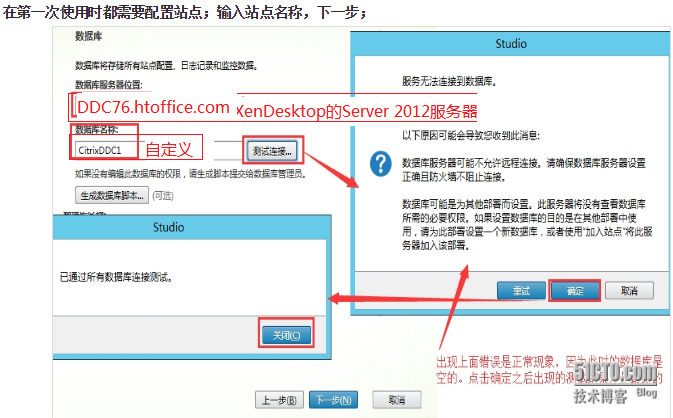 在第一次使用时都需要配置站点；输入站点名称，下一步；
数据库
数据库将存储所有站点配置、日志记录和监控数据。
数据库服务器位置:
DDC76.htoffice.com
XenDesktop的Server 2012服务器
数据库名称:
CitrixDDC1
自定义
测试连接...
如果没有编辑此数据库的权限，请生成脚本提交给数据库管理员。
生成数据库脚本...
(可选)
Studio
服务无法连接到数据库。
以下原因可能会导致您收到此消息:
数据库服务器可能不允许远程连接。请确保数据库服务器设置
正确且防火墙不阻止连接。
数据库可能是为其他部署而设置。此服务器将没有查看数据库
所需的必要权限。如果设置数据库的目的是在其他部署中使
用，请为此部署设置一个新数据库，或者使用"加入站点"将此服
务器加入该部署。
重试
确定
取消
Studio
已通过所有数据库连接测试。
关闭(C)
出现上面错误是正常现象，因为此时的数据库是
空的。点击确定之后出现的测
上一步(B)
下一步(N)
取消
51CTO.com
技术博客
Blog